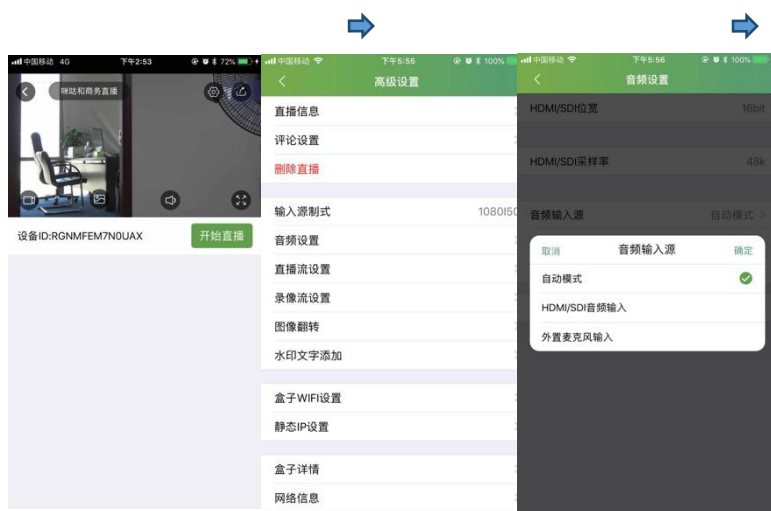 中国移动 4G 下午2:53 72%
咪咕和商务直播
设备ID:RGNMFEM7N0UAX 开始直播
中国移动 下午5:55 100%
高级设置
直播信息
评论设置
删除直播
输入源制式 1080I50
音频设置
直播流设置
录像流设置
图像翻转
水印文字添加
盒子WIFI设置
静态IP设置
盒子详情
网络信息
中国移动 下午5:56 100%
音频设置
HDMI/SDI位宽 16bit
HDMI/SDI采样率 48k
音频输入源 自动模式
取消 音频输入源 确定
自动模式
HDMI/SDI音频输入
外置麦克风输入